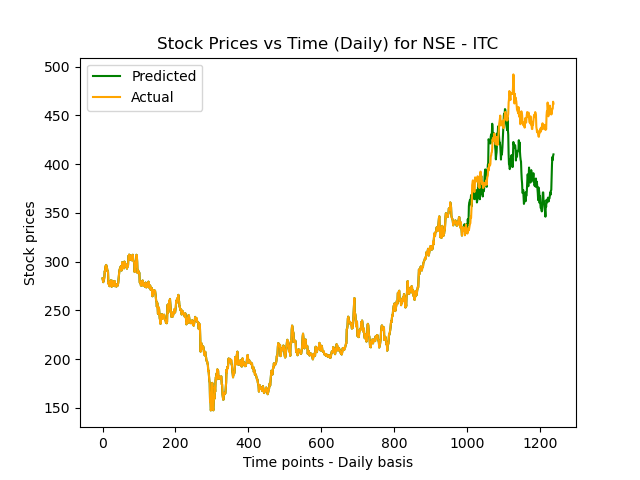 Stock Prices vs Time (Daily) for NSE - ITC
Predicted
Actual
500
450
400
350
300
250
200
150
Stock prices
0 200 400 600 800 1000 1200
Time points - Daily basis